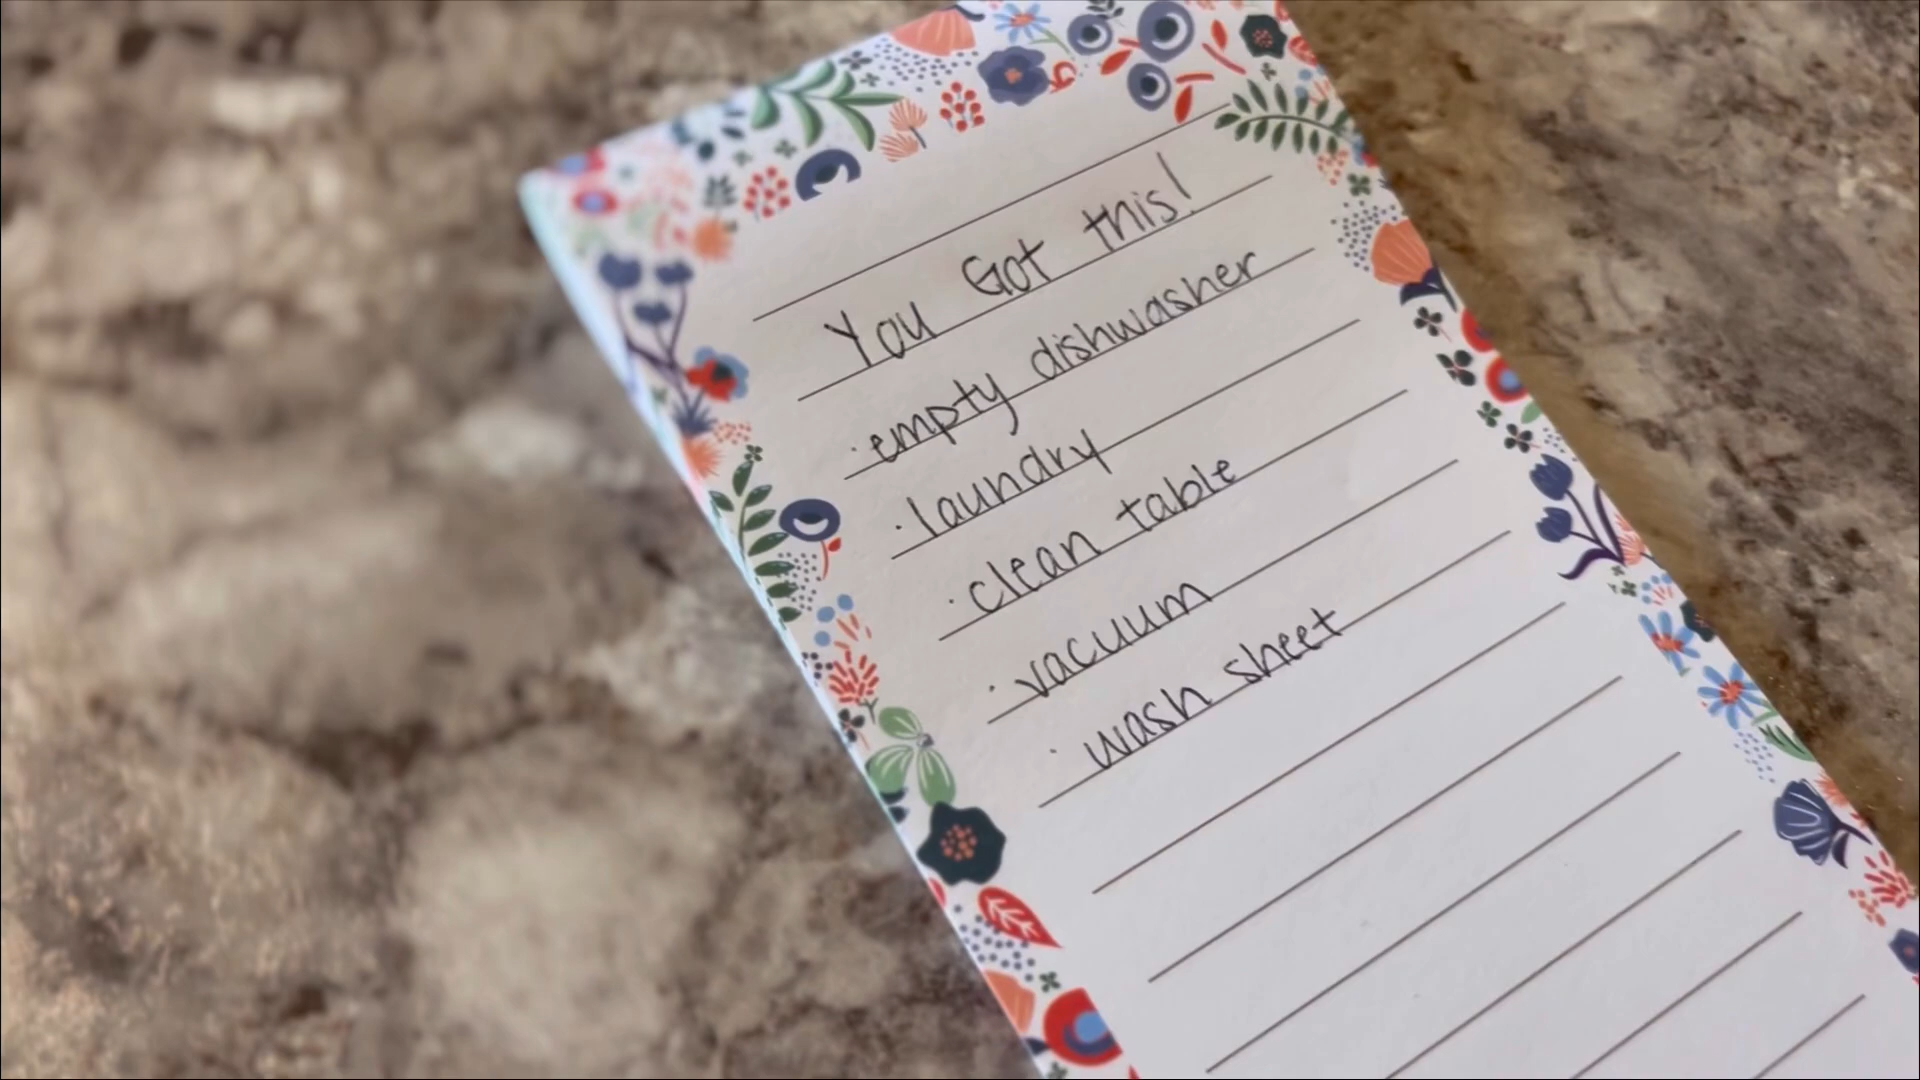 You Got this!
· empty dishwasher
· laundry
· clean table
· vacuum
· wash sheet